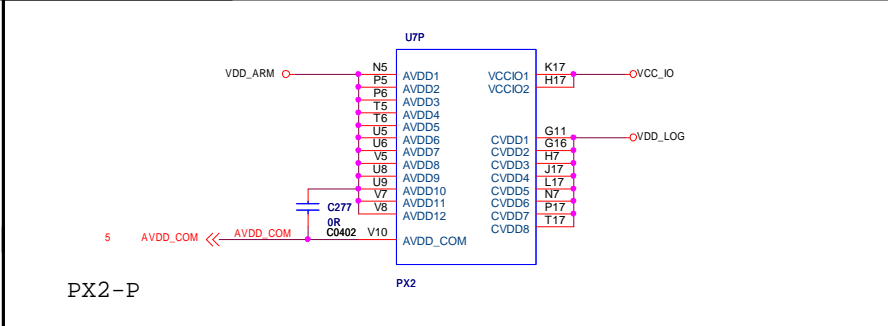 U7P
VDD_ARM
N5 AVDD1
P5 AVDD2
P6 AVDD3
T5 AVDD4
T6 AVDD5
U5 AVDD6
U6 AVDD7
V5 AVDD8
U8 AVDD9
U9 AVDD10
V7 AVDD11
V8 AVDD12
VCCIO1 K17 VCC_IO
VCCIO2 H17
CVDD1 G11 VDD_LOG
CVDD2 G16
CVDD3 H7
CVDD4 J17
CVDD5 L17
CVDD6 N7
CVDD7 P17
CVDD8 T17
C277
0R
C0402
5 AVDD_COM AVDD_COM V10 AVDD_COM
PX2
PX2-P